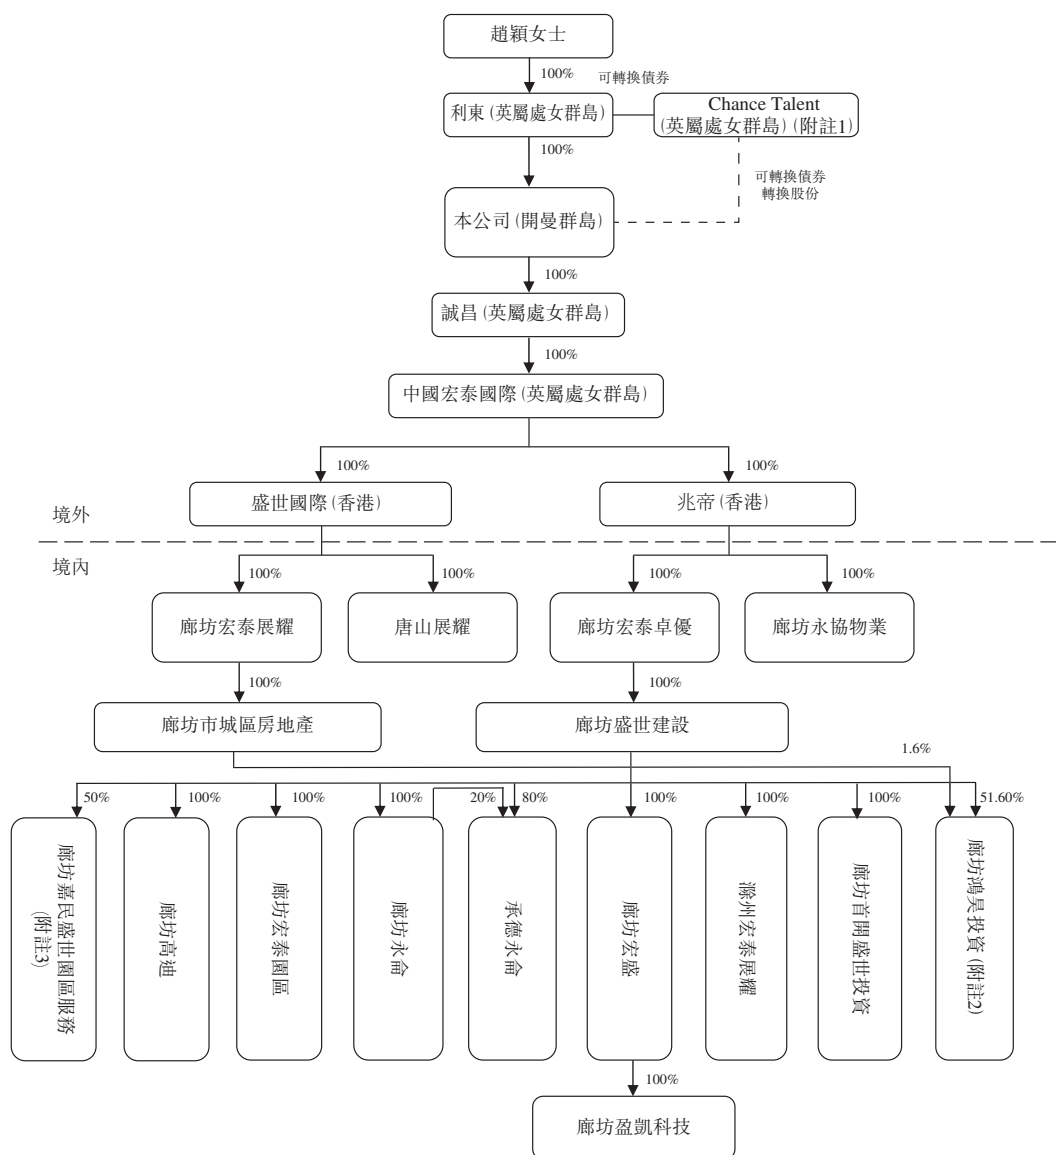 趙穎女士
100%
可轉換債券
利東(英屬處女群島)
Chance Talent
(英屬處女群島)(附註1)
100%
可轉換債券
轉換股份
本公司(開曼群島)
100%
誠昌(英屬處女群島)
100%
中國宏泰國際(英屬處女群島)
100%
100%
盛世國際(香港)
兆帝(香港)
境外
境內
100%
100%
100%
100%
廊坊宏泰展耀
唐山展耀
廊坊宏泰卓優
廊坊永協物業
100%
100%
廊坊市城區房地產
廊坊盛世建設
1.6%
50%
100%
100%
100%
20%
80%
100%
100%
100%
51.60%
廊坊嘉民盛世園區服務
(附註3)
廊坊高迪
廊坊宏泰園區
廊坊永侖
承德永侖
廊坊宏盛
滁州宏泰展耀
廊坊首開盛世投資
廊坊鴻昊投資(附註2)
100%
廊坊盈凱科技